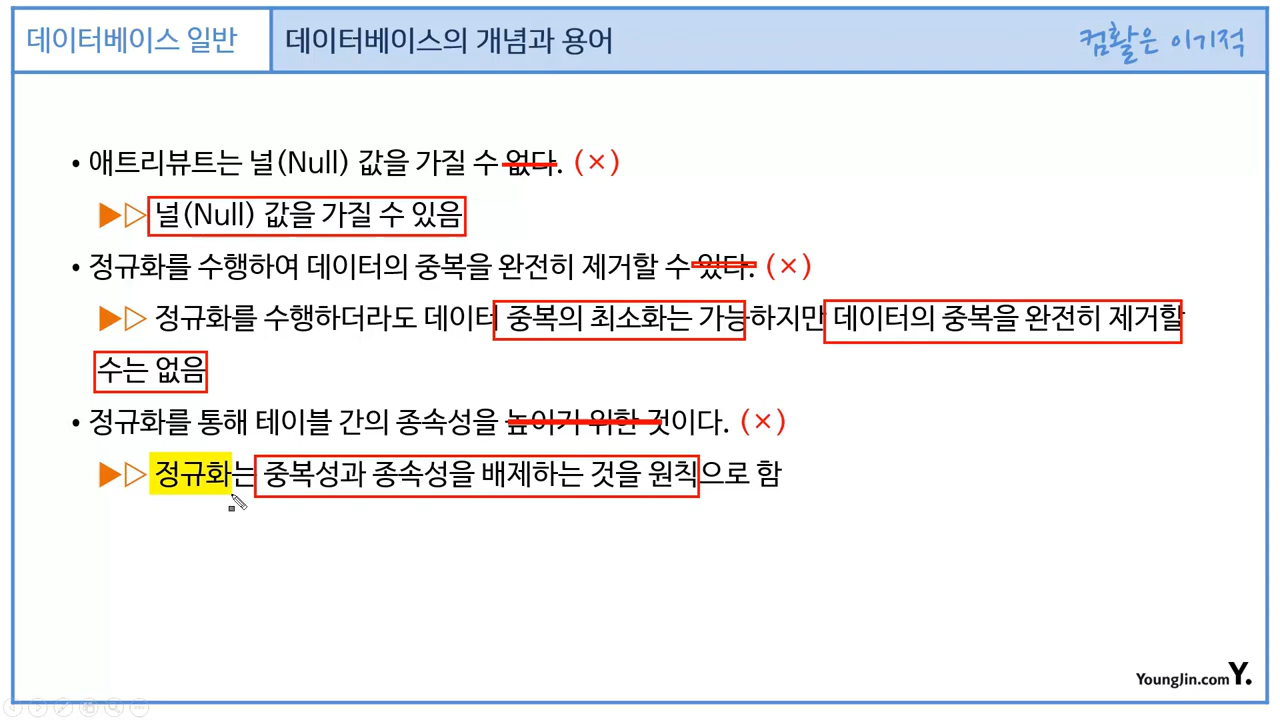 데이터베이스 일반
데이터베이스의 개념과 용어
컴활은 이기적
• 애트리뷰트는 널(Null) 값을 가질 수 없다. (×)
▶▷ 널(Null) 값을 가질 수 있음
• 정규화를 수행하여 데이터의 중복을 완전히 제거할 수 있다. (×)
▶▷ 정규화를 수행하더라도 데이터 중복의 최소화는 가능하지만 데이터의 중복을 완전히 제거할
수는 없음
• 정규화를 통해 테이블 간의 종속성을 높이기 위한 것이다. (×)
▶▷ 정규화는 중복성과 종속성을 배제하는 것을 원칙으로 함
YoungJin.com Y.